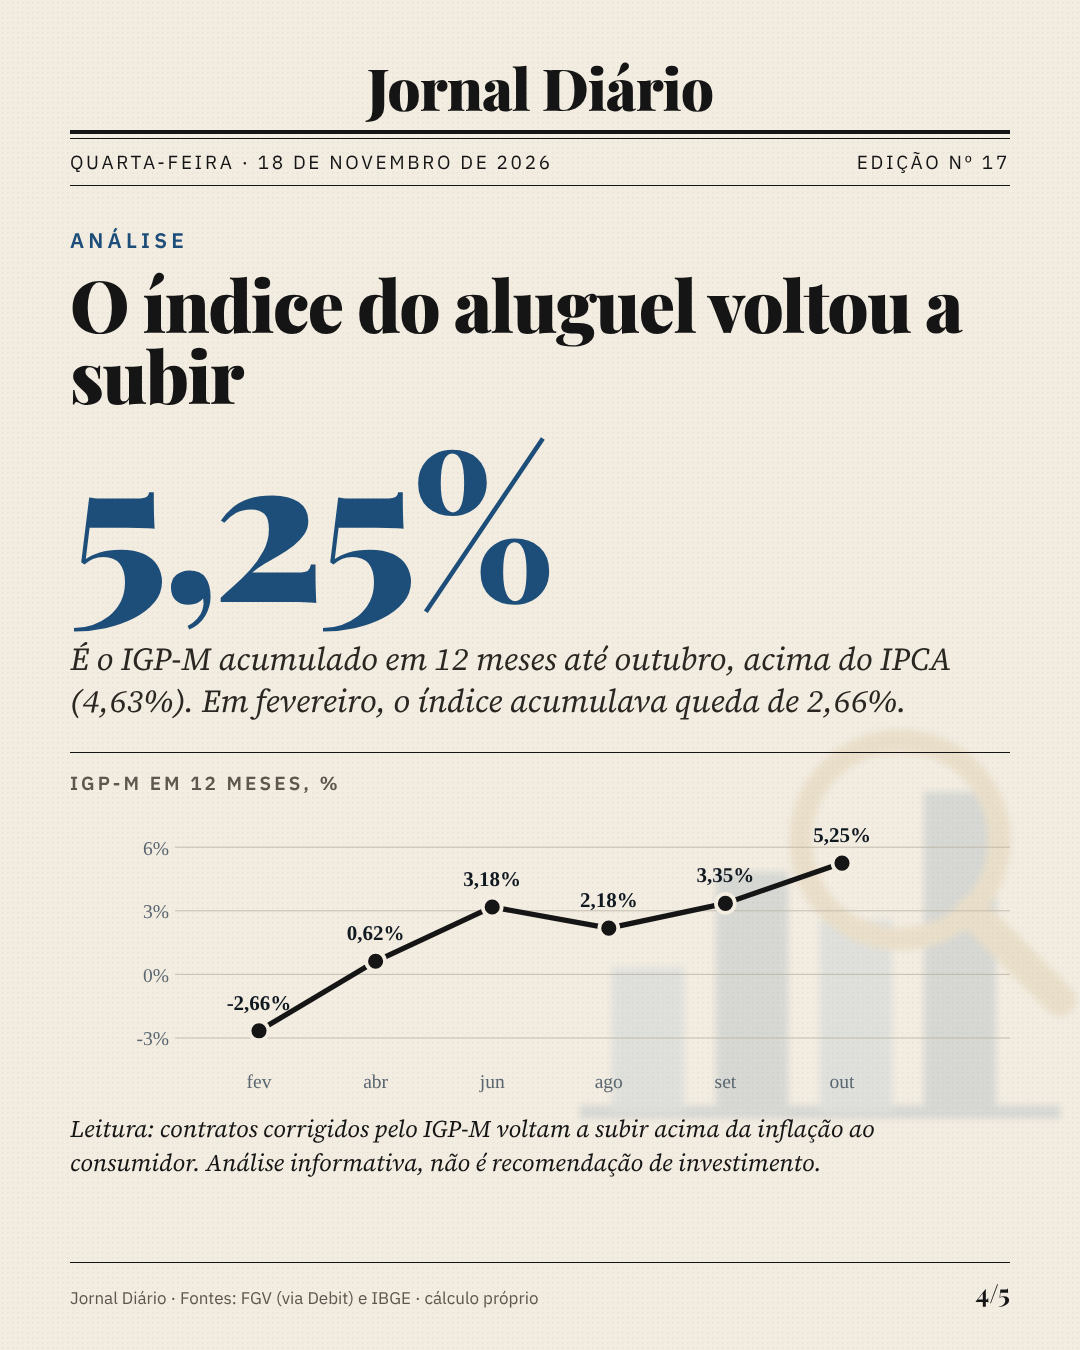 Jornal Diário
QUARTA-FEIRA · 18 DE NOVEMBRO DE 2026
EDIÇÃO Nº 17
ANÁLISE
O índice do aluguel voltou a
subir
5,25%
É o IGP-M acumulado em 12 meses até outubro, acima do IPCA
(4,63%). Em fevereiro, o índice acumulava queda de 2,66%.
IGP-M EM 12 MESES, %
6%
3%
0%
-3%
-2,66%
0,62%
3,18%
2,18%
3,35%
5,25%
fev
abr
jun
ago
set
out
Leitura: contratos corrigidos pelo IGP-M voltam a subir acima da inflação ao
consumidor. Análise informativa, não é recomendação de investimento.
Jornal Diário · Fontes: FGV (via Debit) e IBGE · cálculo próprio
4/5